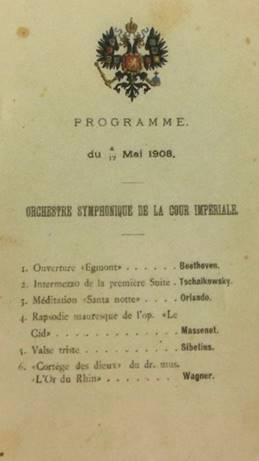 PROGRAMME.
du 4/17 Mai 1908.
ORCHESTRE SYMPHONIQUE DE LA COUR IMPÉRIALE.
1. Ouverture «Egmont» . . . . . . Beethoven.
2. Intermezzo de la première Suite . Tschaikowsky.
3. Méditation «Santa notte» . . . . Orlando.
4. Rapsodie mauresque de l'op. «Le
Cid» . . . . . . . . . . . . Massenet.
5. Valse triste . . . . . . . . . Sibelius.
6. «Cortège des dieux» du dr. mus.
«L'Or du Rhin» . . . . . . . Wagner.